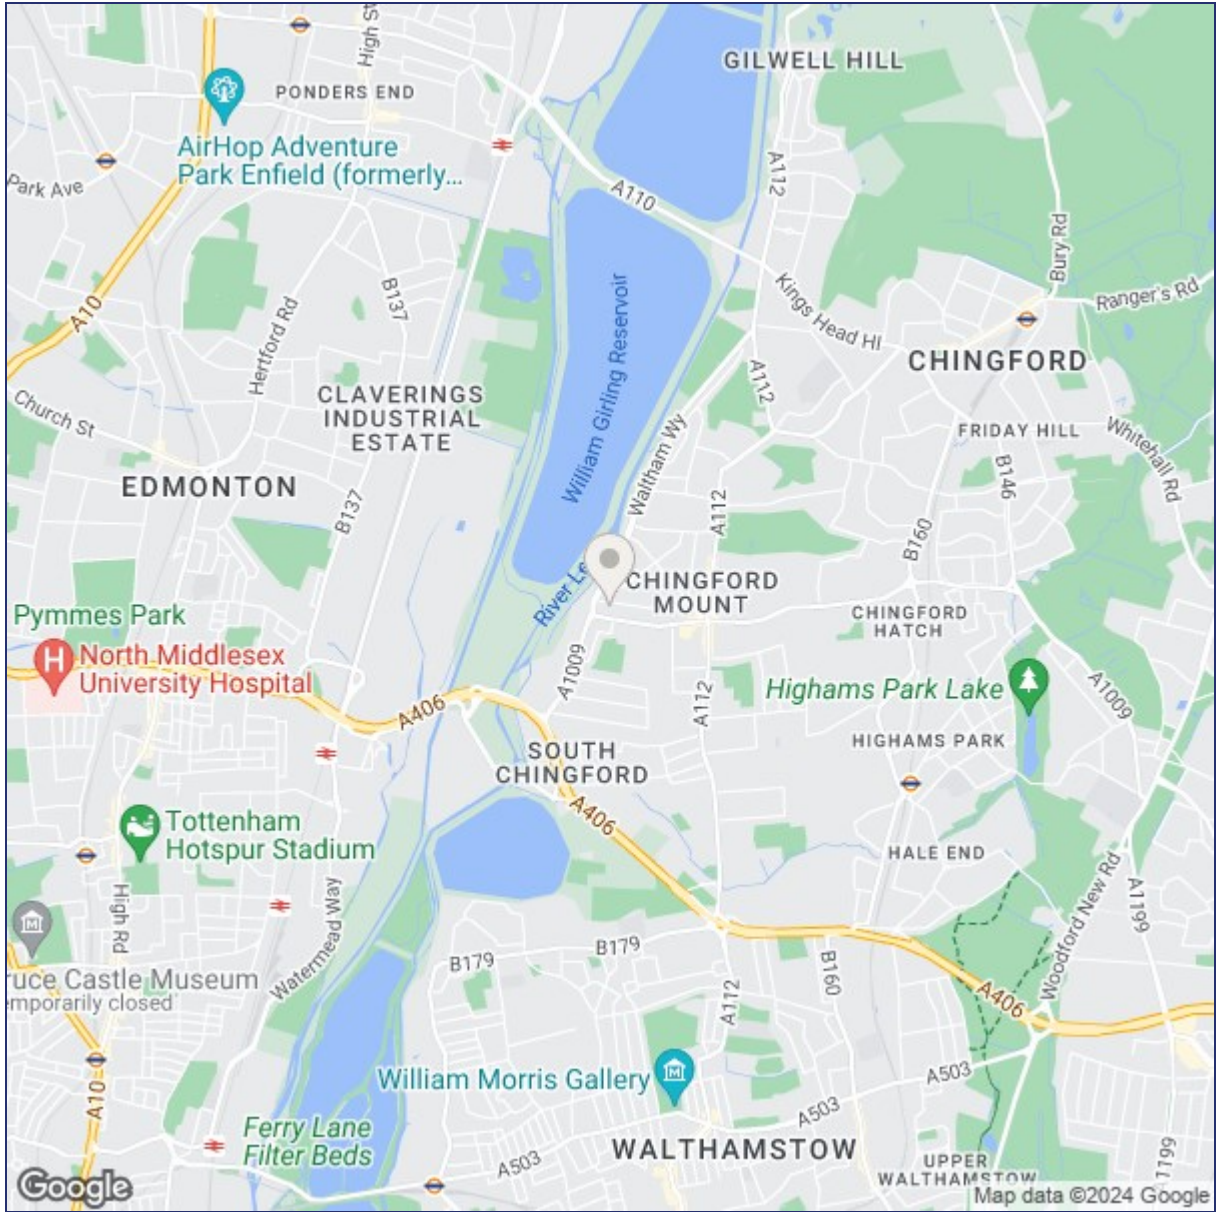 GILWELL HILL
High St
PONDERS END
AirHop Adventure
Park Enfield (formerly...
Park Ave
A112
A110
Bury Rd
Ranger's Rd
B137
A10
Hertford Rd
William Girling Reservoir
Kings Head Hl
CHINGFORD
A112
CLAVERINGS
INDUSTRIAL
ESTATE
Church St
Waltham Wy
FRIDAY HILL
Whitehall Rd
B146
EDMONTON
B137
A112
B160
River Le
CHINGFORD
MOUNT
Pymmes Park
CHINGFORD
HATCH
H
North Middlesex
University Hospital
A1009
A112
Highams Park Lake
A1009
A406
SOUTH
CHINGFORD
HIGHAMS PARK
A406
Tottenham
Hotspur Stadium
HALE END
High Rd
Watermead Way
Woodford New Rd
A1199
B179
B179
B160
ruce Castle Museum
emporarily closed
A112
A406
A10
William Morris Gallery
A503
A503
Ferry Lane
Filter Beds
A503
WALTHAMSTOW
A1199
UPPER
WALTHAMSTOW
Google
Map data ©2024 Google